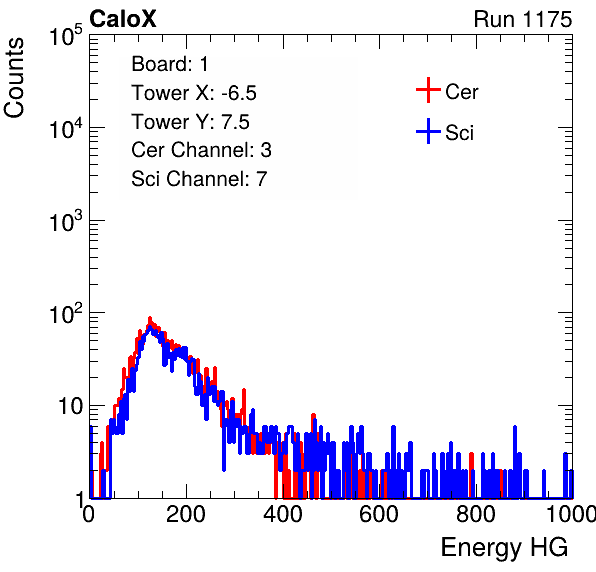 CaloX Run 1175
Counts
10^5
10^4
10^3
10^2
10
1
Board: 1
Tower X: -6.5
Tower Y: 7.5
Cer Channel: 3
Sci Channel: 7
Cer
Sci
0 200 400 600 800 1000
Energy HG